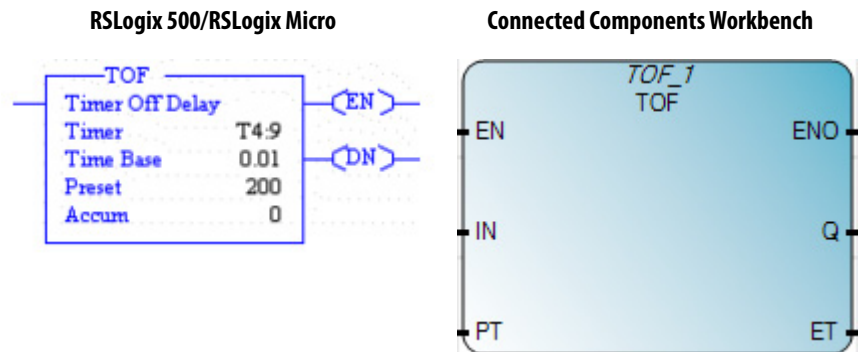 RSLogix 500/RSLogix Micro
Connected Components Workbench
TOF
Timer Off Delay
Timer T4:9
Time Base 0.01
Preset 200
Accum 0
EN
DN
TOF_1
TOF
EN ENO
IN Q
PT ET